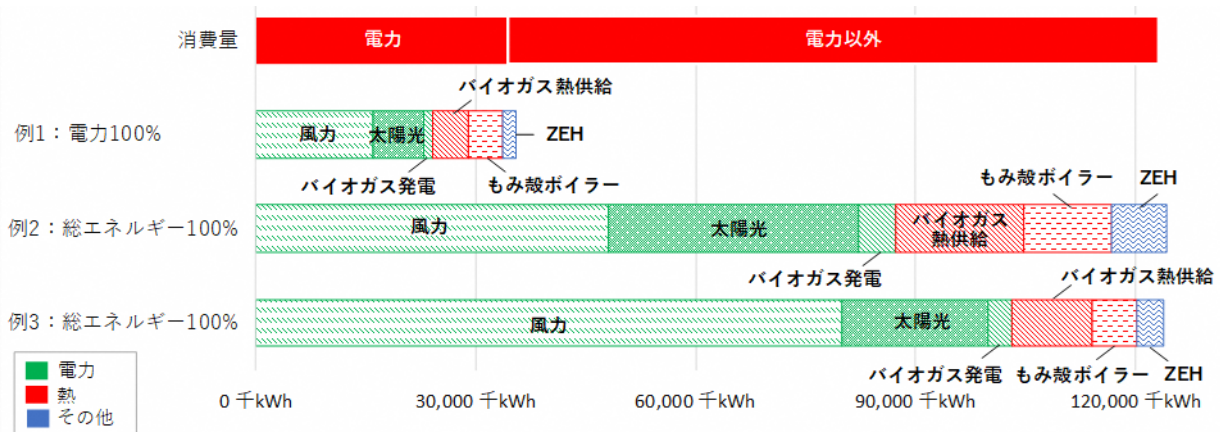 消費量
電力
電力以外
バイオガス熱供給
例1：電力100%
風力
太陽光
ZEH
バイオガス発電
もみ殻ボイラー
もみ殻ボイラー
ZEH
例2：総エネルギー100%
風力
太陽光
バイオガス
熱供給
バイオガス発電
バイオガス熱供給
例3：総エネルギー100%
風力
太陽光
バイオガス発電
もみ殻ボイラー
ZEH
電力
熱
その他
0 千kWh
30,000 千kWh
60,000 千kWh
90,000 千kWh
120,000 千kWh